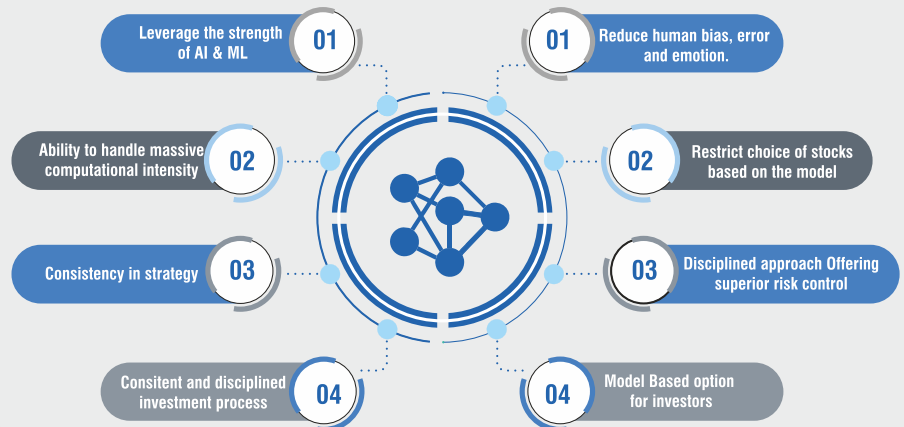 Leverage the strength
of AI & ML
01
Ability to handle massive
computational intensity
02
Consistency in strategy
03
Consitent and disciplined
investment process
04
01
Reduce human bias, error
and emotion.
02
Restrict choice of stocks
based on the model
03
Disciplined approach Offering
superior risk control
04
Model Based option
for investors